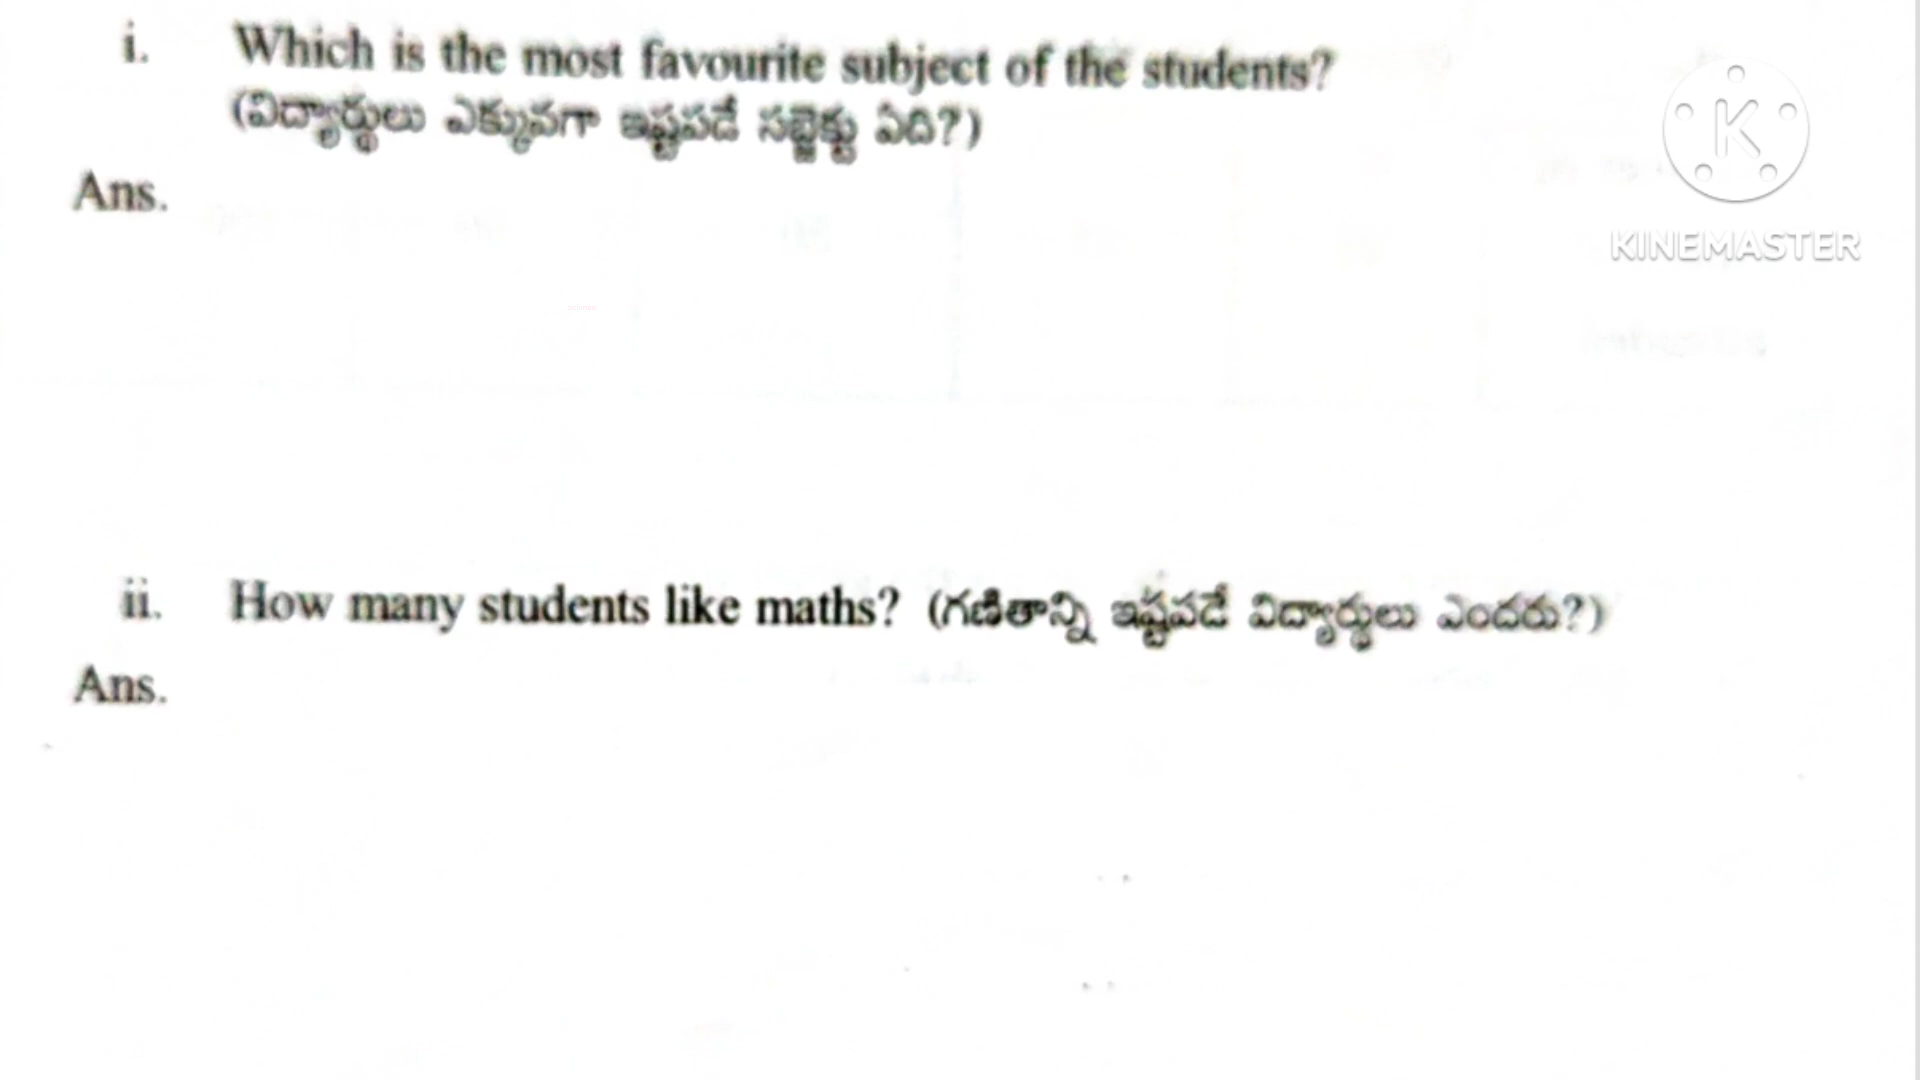 i. Which is the most favourite subject of the students?
(విద్యార్థులు ఎక్కువగా ఇష్టపడే సబ్జెక్టు ఏది?)
Ans.
K
KINEMASTER
ii. How many students like maths? (గణితాన్ని ఇష్టపడే విద్యార్థులు ఎందరు?)
Ans.